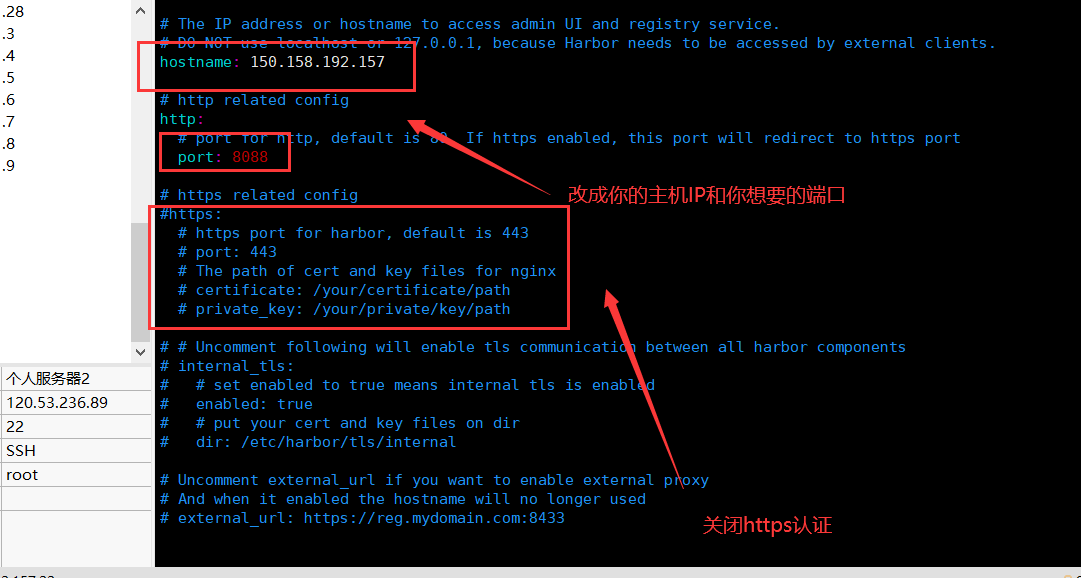 .28
.3
.4
.5
.6
.7
.8
.9
个人服务器2
120.53.236.89
22
SSH
root
# The IP address or hostname to access admin UI and registry service.
# DO NOT use localhost or 127.0.0.1, because Harbor needs to be accessed by external clients.
hostname: 150.158.192.157
# http related config
http:
# port for http, default is 80. If https enabled, this port will redirect to https port
port: 8088
# https related config
#https:
# https port for harbor, default is 443
# port: 443
# The path of cert and key files for nginx
# certificate: /your/certificate/path
# private_key: /your/private/key/path
改成你的主机IP和你想要的端口
# # Uncomment following will enable tls communication between all harbor components
# internal_tls:
#   # set enabled to true means internal tls is enabled
#   enabled: true
#   # put your cert and key files on dir
#   dir: /etc/harbor/tls/internal
# Uncomment external_url if you want to enable external proxy
# And when it enabled the hostname will no longer used
# external_url: https://reg.mydomain.com:8433
关闭https认证